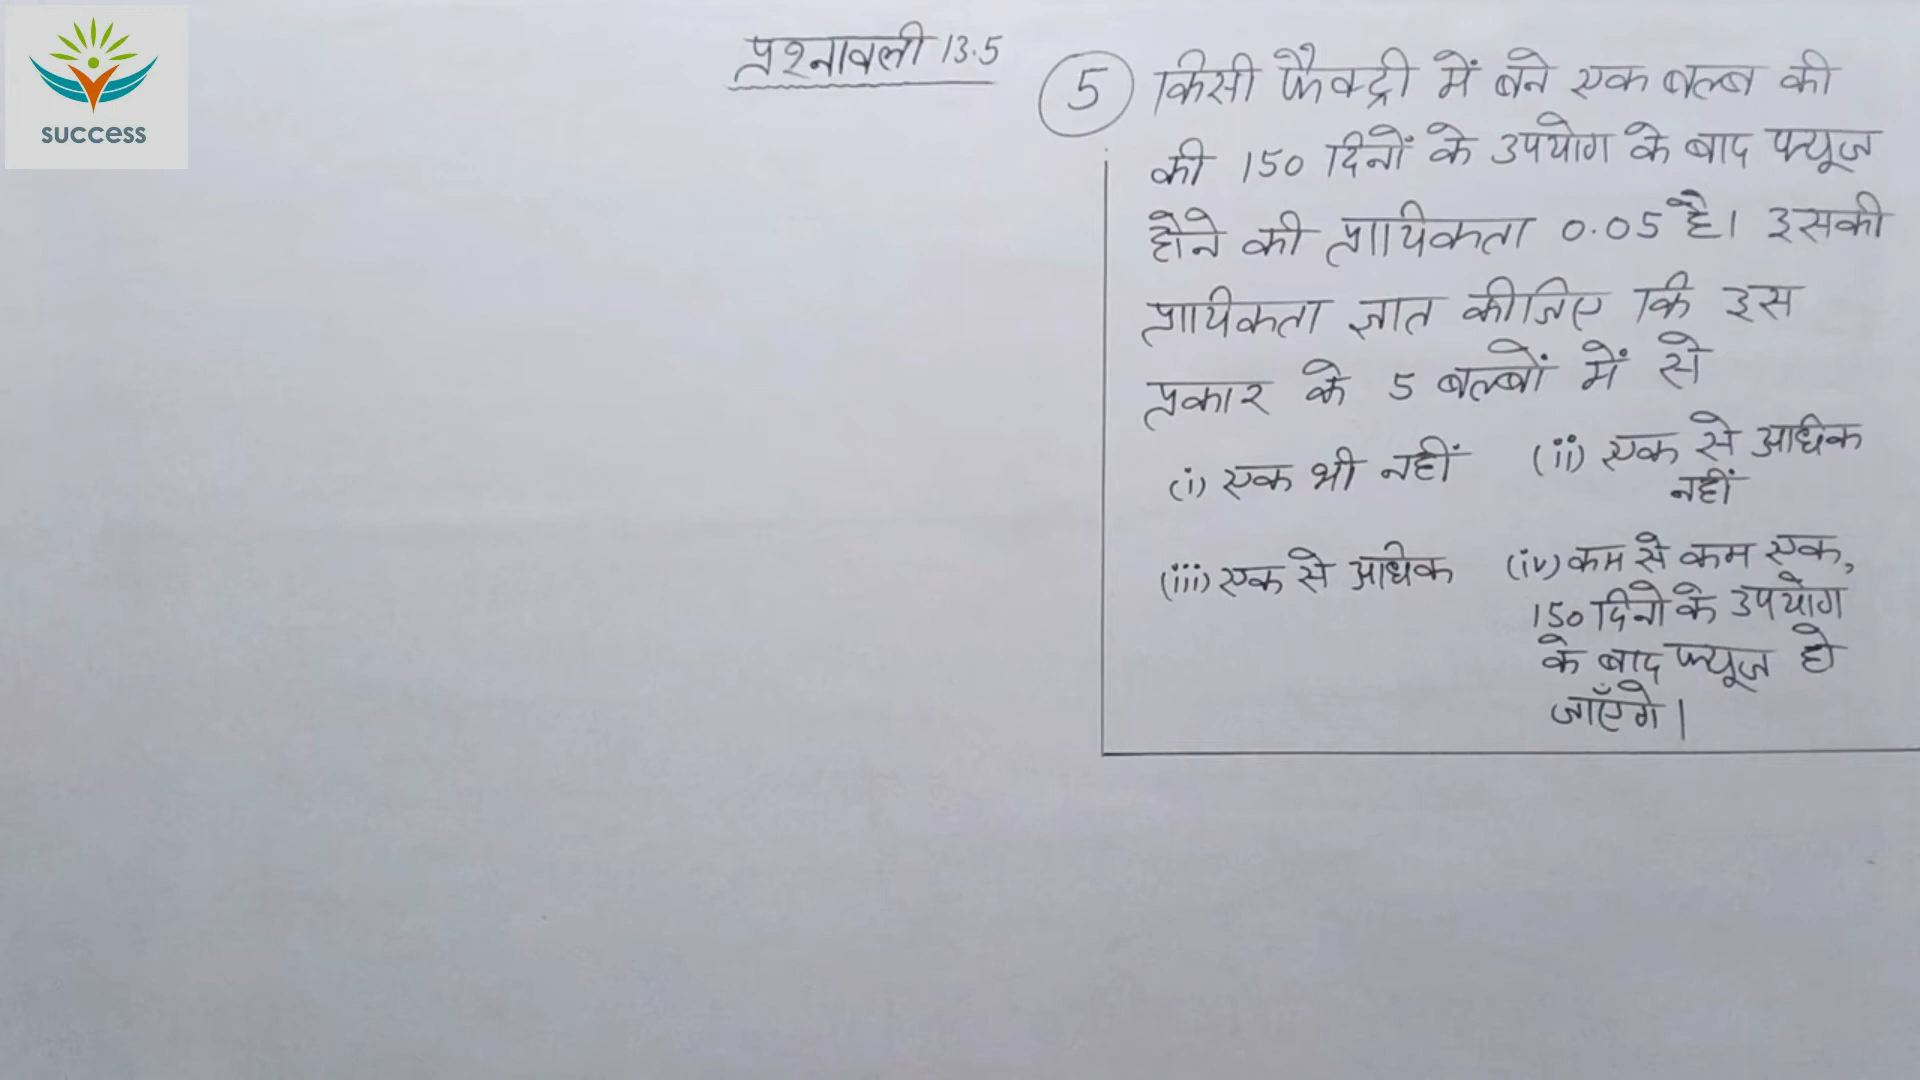 success
प्रश्नावली 13.5
5 किसी फैक्ट्री में बने एक बल्ब की
की 150 दिनों के उपयोग के बाद फ्यूज
होने की प्रायिकता 0.05 है। इसकी
प्रायिकता ज्ञात कीजिए कि इस
प्रकार के 5 बल्बों में से
(i) एक भी नहीं (ii) एक से अधिक
नहीं
(iii) एक से अधिक (iv) कम से कम एक,
150 दिनों के उपयोग
के बाद फ्यूज हो
जाएँगे।